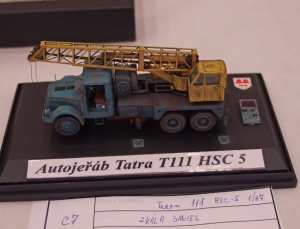 Autojeřáb Tatra T111 HSC 5
Tatra 111 HSC-5 1/87
C7
SKÁLA DANIEL